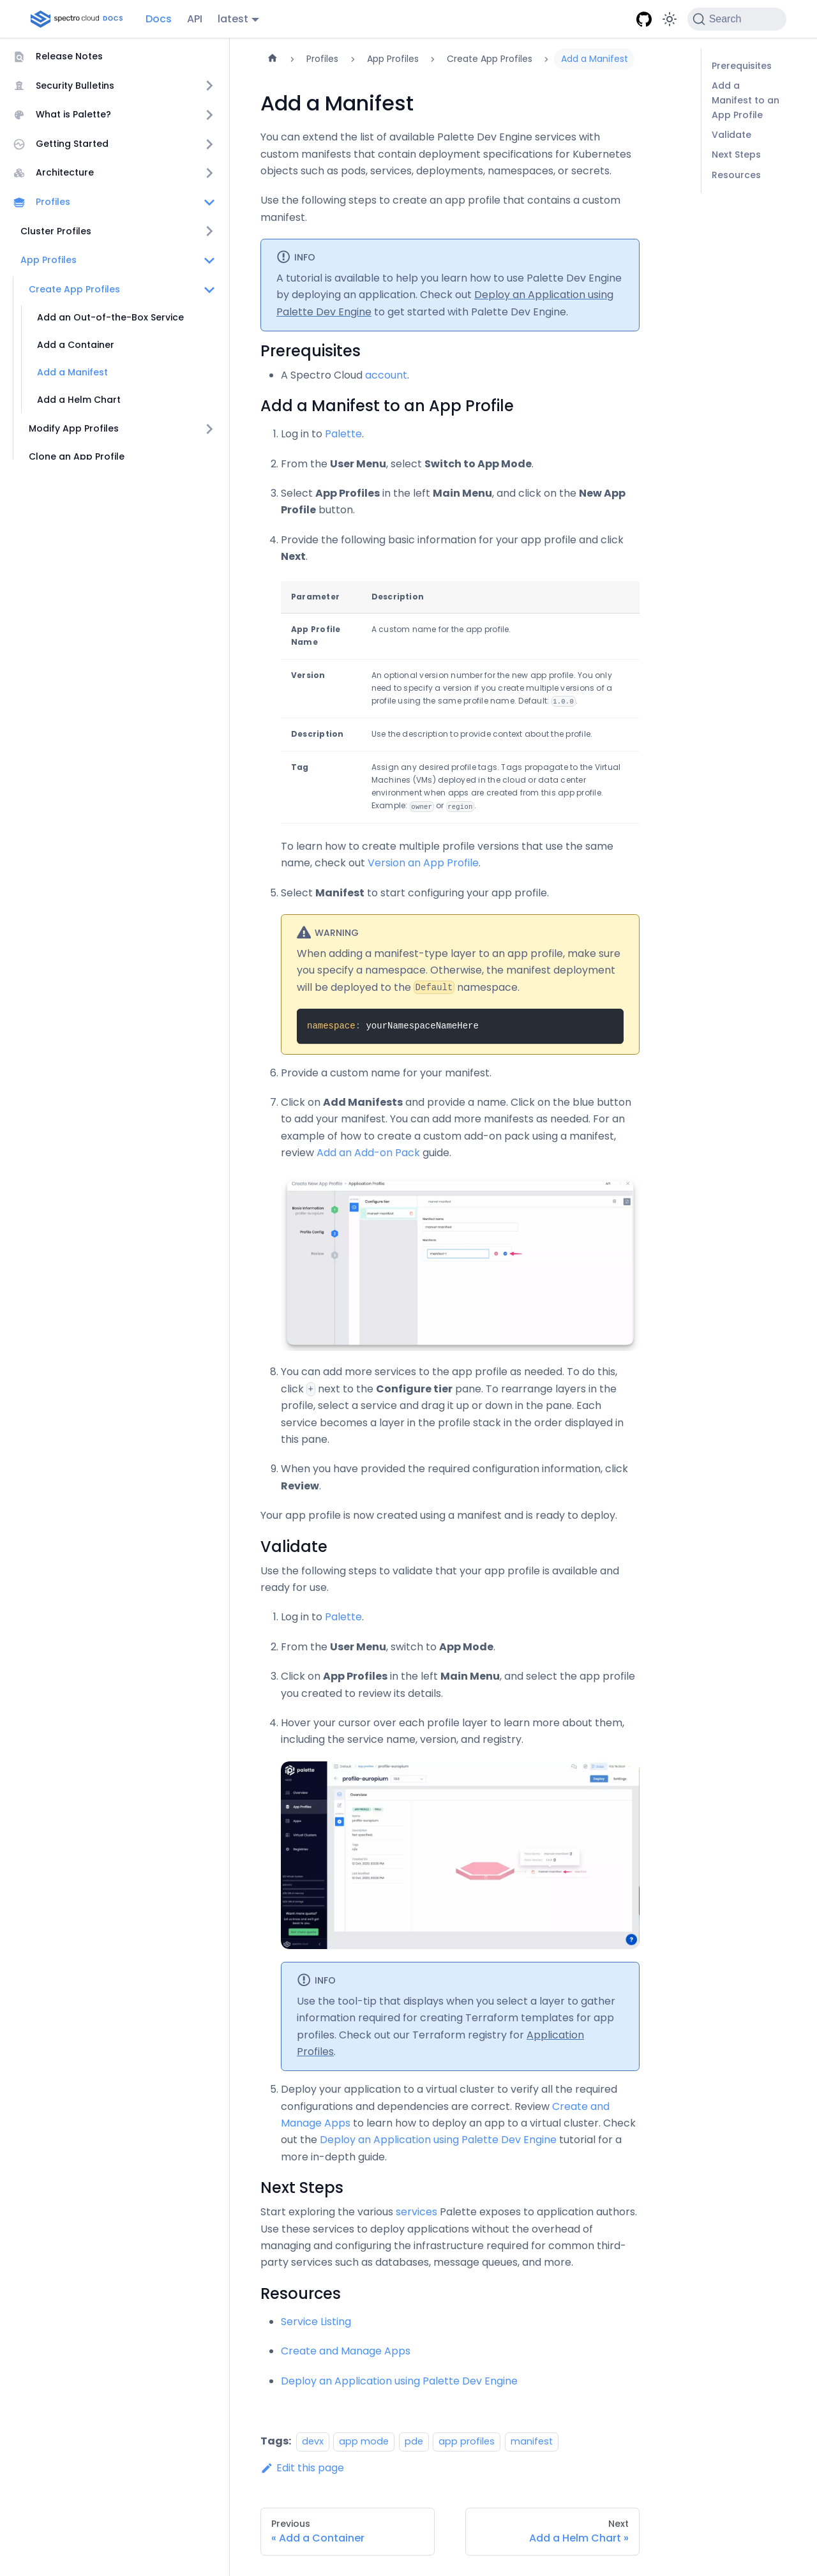 spectro cloud DOCS
Docs
API
latest
Search
Release Notes
Security Bulletins
What is Palette?
Getting Started
Architecture
Profiles
Cluster Profiles
App Profiles
Create App Profiles
Add an Out-of-the-Box Service
Add a Container
Add a Manifest
Add a Helm Chart
Modify App Profiles
Clone an App Profile
Profiles
App Profiles
Create App Profiles
Add a Manifest
Prerequisites
Add a
Manifest to an
App Profile
Validate
Next Steps
Resources
Add a Manifest
You can extend the list of available Palette Dev Engine services with
custom manifests that contain deployment specifications for Kubernetes
objects such as pods, services, deployments, namespaces, or secrets.
Use the following steps to create an app profile that contains a custom
manifest.
INFO
A tutorial is available to help you learn how to use Palette Dev Engine
by deploying an application. Check out Deploy an Application using
Palette Dev Engine to get started with Palette Dev Engine.
Prerequisites
• A Spectro Cloud account.
Add a Manifest to an App Profile
1. Log in to Palette.
2. From the User Menu, select Switch to App Mode.
3. Select App Profiles in the left Main Menu, and click on the New App
Profile button.
4. Provide the following basic information for your app profile and click
Next.
Parameter Description
App Profile A custom name for the app profile.
Name
Version An optional version number for the new app profile. You only
need to specify a version if you create multiple versions of a
profile using the same profile name. Default: 1.0.0.
Description Use the description to provide context about the profile.
Tag Assign any desired profile tags. Tags propagate to the Virtual
Machines (VMs) deployed in the cloud or data center
environment when apps are created from this app profile.
Example: owner or region.
To learn how to create multiple profile versions that use the same
name, check out Version an App Profile.
5. Select Manifest to start configuring your app profile.
WARNING
When adding a manifest-type layer to an app profile, make sure
you specify a namespace. Otherwise, the manifest deployment
will be deployed to the Default namespace.
namespace: yourNamespaceNameHere
6. Provide a custom name for your manifest.
7. Click on Add Manifests and provide a name. Click on the blue button
to add your manifest. You can add more manifests as needed. For an
example of how to create a custom add-on pack using a manifest,
review Add an Add-on Pack guide.
Create New App Profile > Application Profile
Configure tier
Basic Information
Manifest name
Profile Config
Manifests
Review
8. You can add more services to the app profile as needed. To do this,
click + next to the Configure tier pane. To rearrange layers in the
profile, select a service and drag it up or down in the pane. Each
service becomes a layer in the profile stack in the order displayed in
this pane.
9. When you have provided the required configuration information, click
Review.
Your app profile is now created using a manifest and is ready to deploy.
Validate
Use the following steps to validate that your app profile is available and
ready for use.
1. Log in to Palette.
2. From the User Menu, switch to App Mode.
3. Click on App Profiles in the left Main Menu, and select the app profile
you created to review its details.
4. Hover your cursor over each profile layer to learn more about them,
including the service name, version, and registry.
palette
profile-europium
Deploy
Settings
Overview
Overview
App Profiles
Apps
Virtual Clusters
Registries
INFO
Use the tool-tip that displays when you select a layer to gather
information required for creating Terraform templates for app
profiles. Check out our Terraform registry for Application
Profiles.
5. Deploy your application to a virtual cluster to verify all the required
configurations and dependencies are correct. Review Create and
Manage Apps to learn how to deploy an app to a virtual cluster. Check
out the Deploy an Application using Palette Dev Engine tutorial for a
more in-depth guide.
Next Steps
Start exploring the various services Palette exposes to application authors.
Use these services to deploy applications without the overhead of
managing and configuring the infrastructure required for common third-
party services such as databases, message queues, and more.
Resources
• Service Listing
• Create and Manage Apps
• Deploy an Application using Palette Dev Engine
Tags: devx app mode pde app profiles manifest
Edit this page
Previous
« Add a Container
Next
Add a Helm Chart »